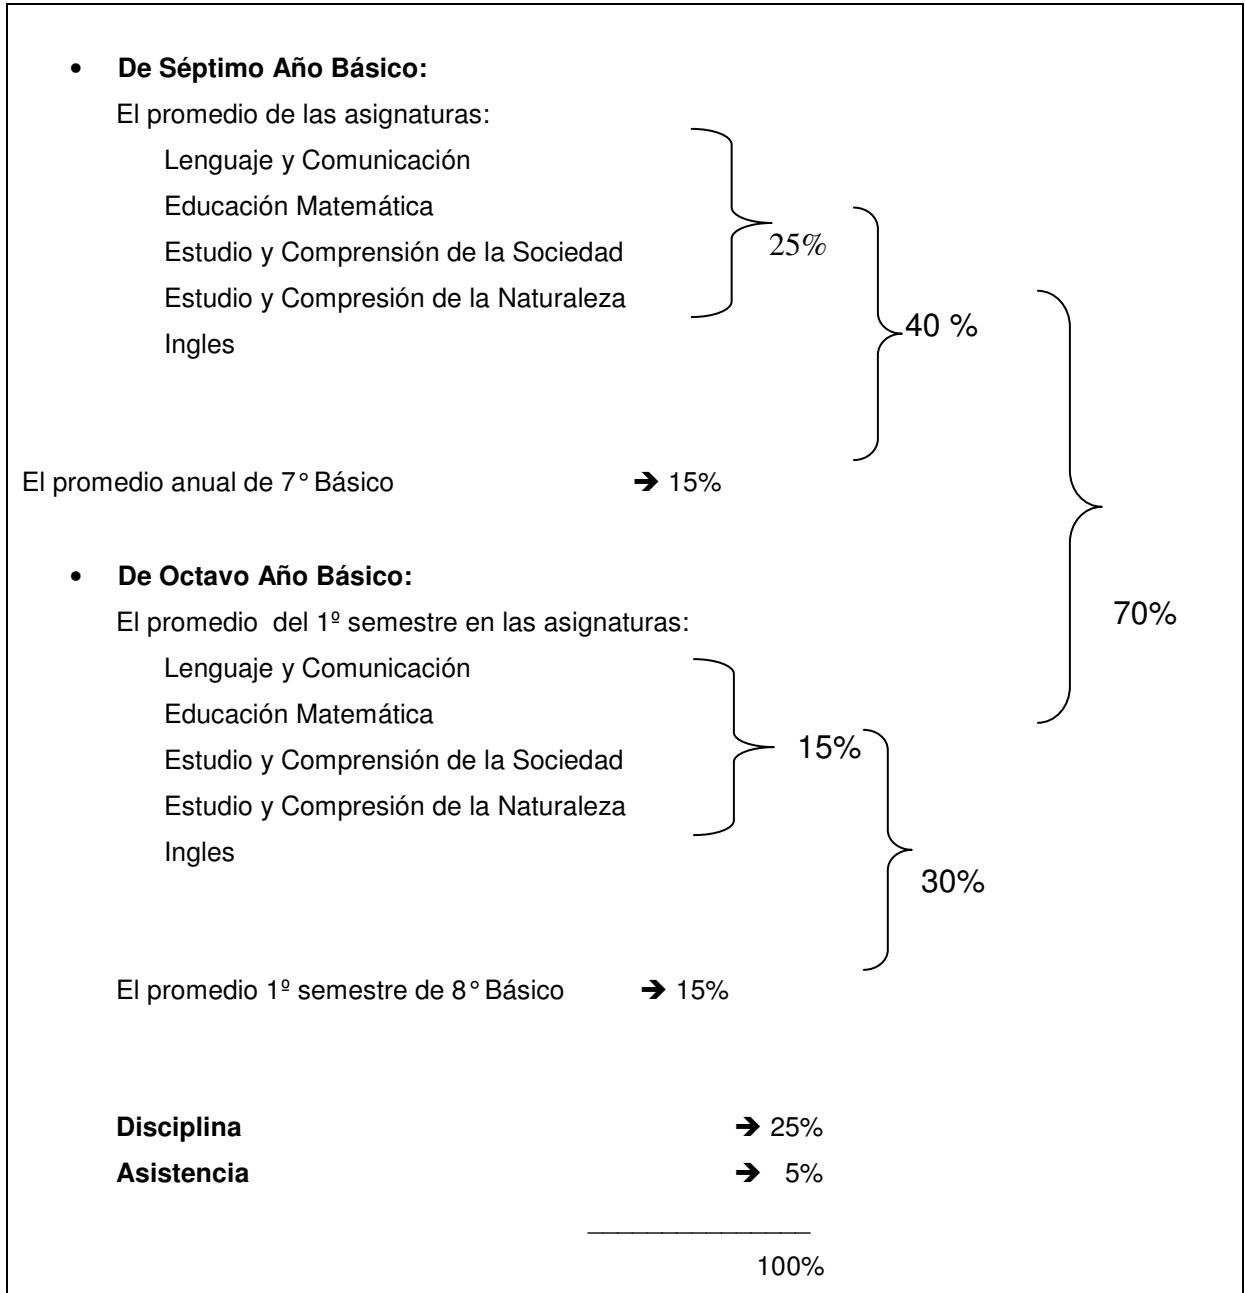 • De Séptimo Año Básico:
El promedio de las asignaturas:
Lenguaje y Comunicación
Educación Matemática
Estudio y Comprensión de la Sociedad
25%
Estudio y Compresión de la Naturaleza
40 %
Ingles
El promedio anual de 7° Básico ➔ 15%
• De Octavo Año Básico:
El promedio del 1º semestre en las asignaturas:
70%
Lenguaje y Comunicación
Educación Matemática
15%
Estudio y Comprensión de la Sociedad
Estudio y Compresión de la Naturaleza
Ingles
30%
El promedio 1º semestre de 8° Básico ➔ 15%
Disciplina ➔ 25%
Asistencia ➔ 5%
100%